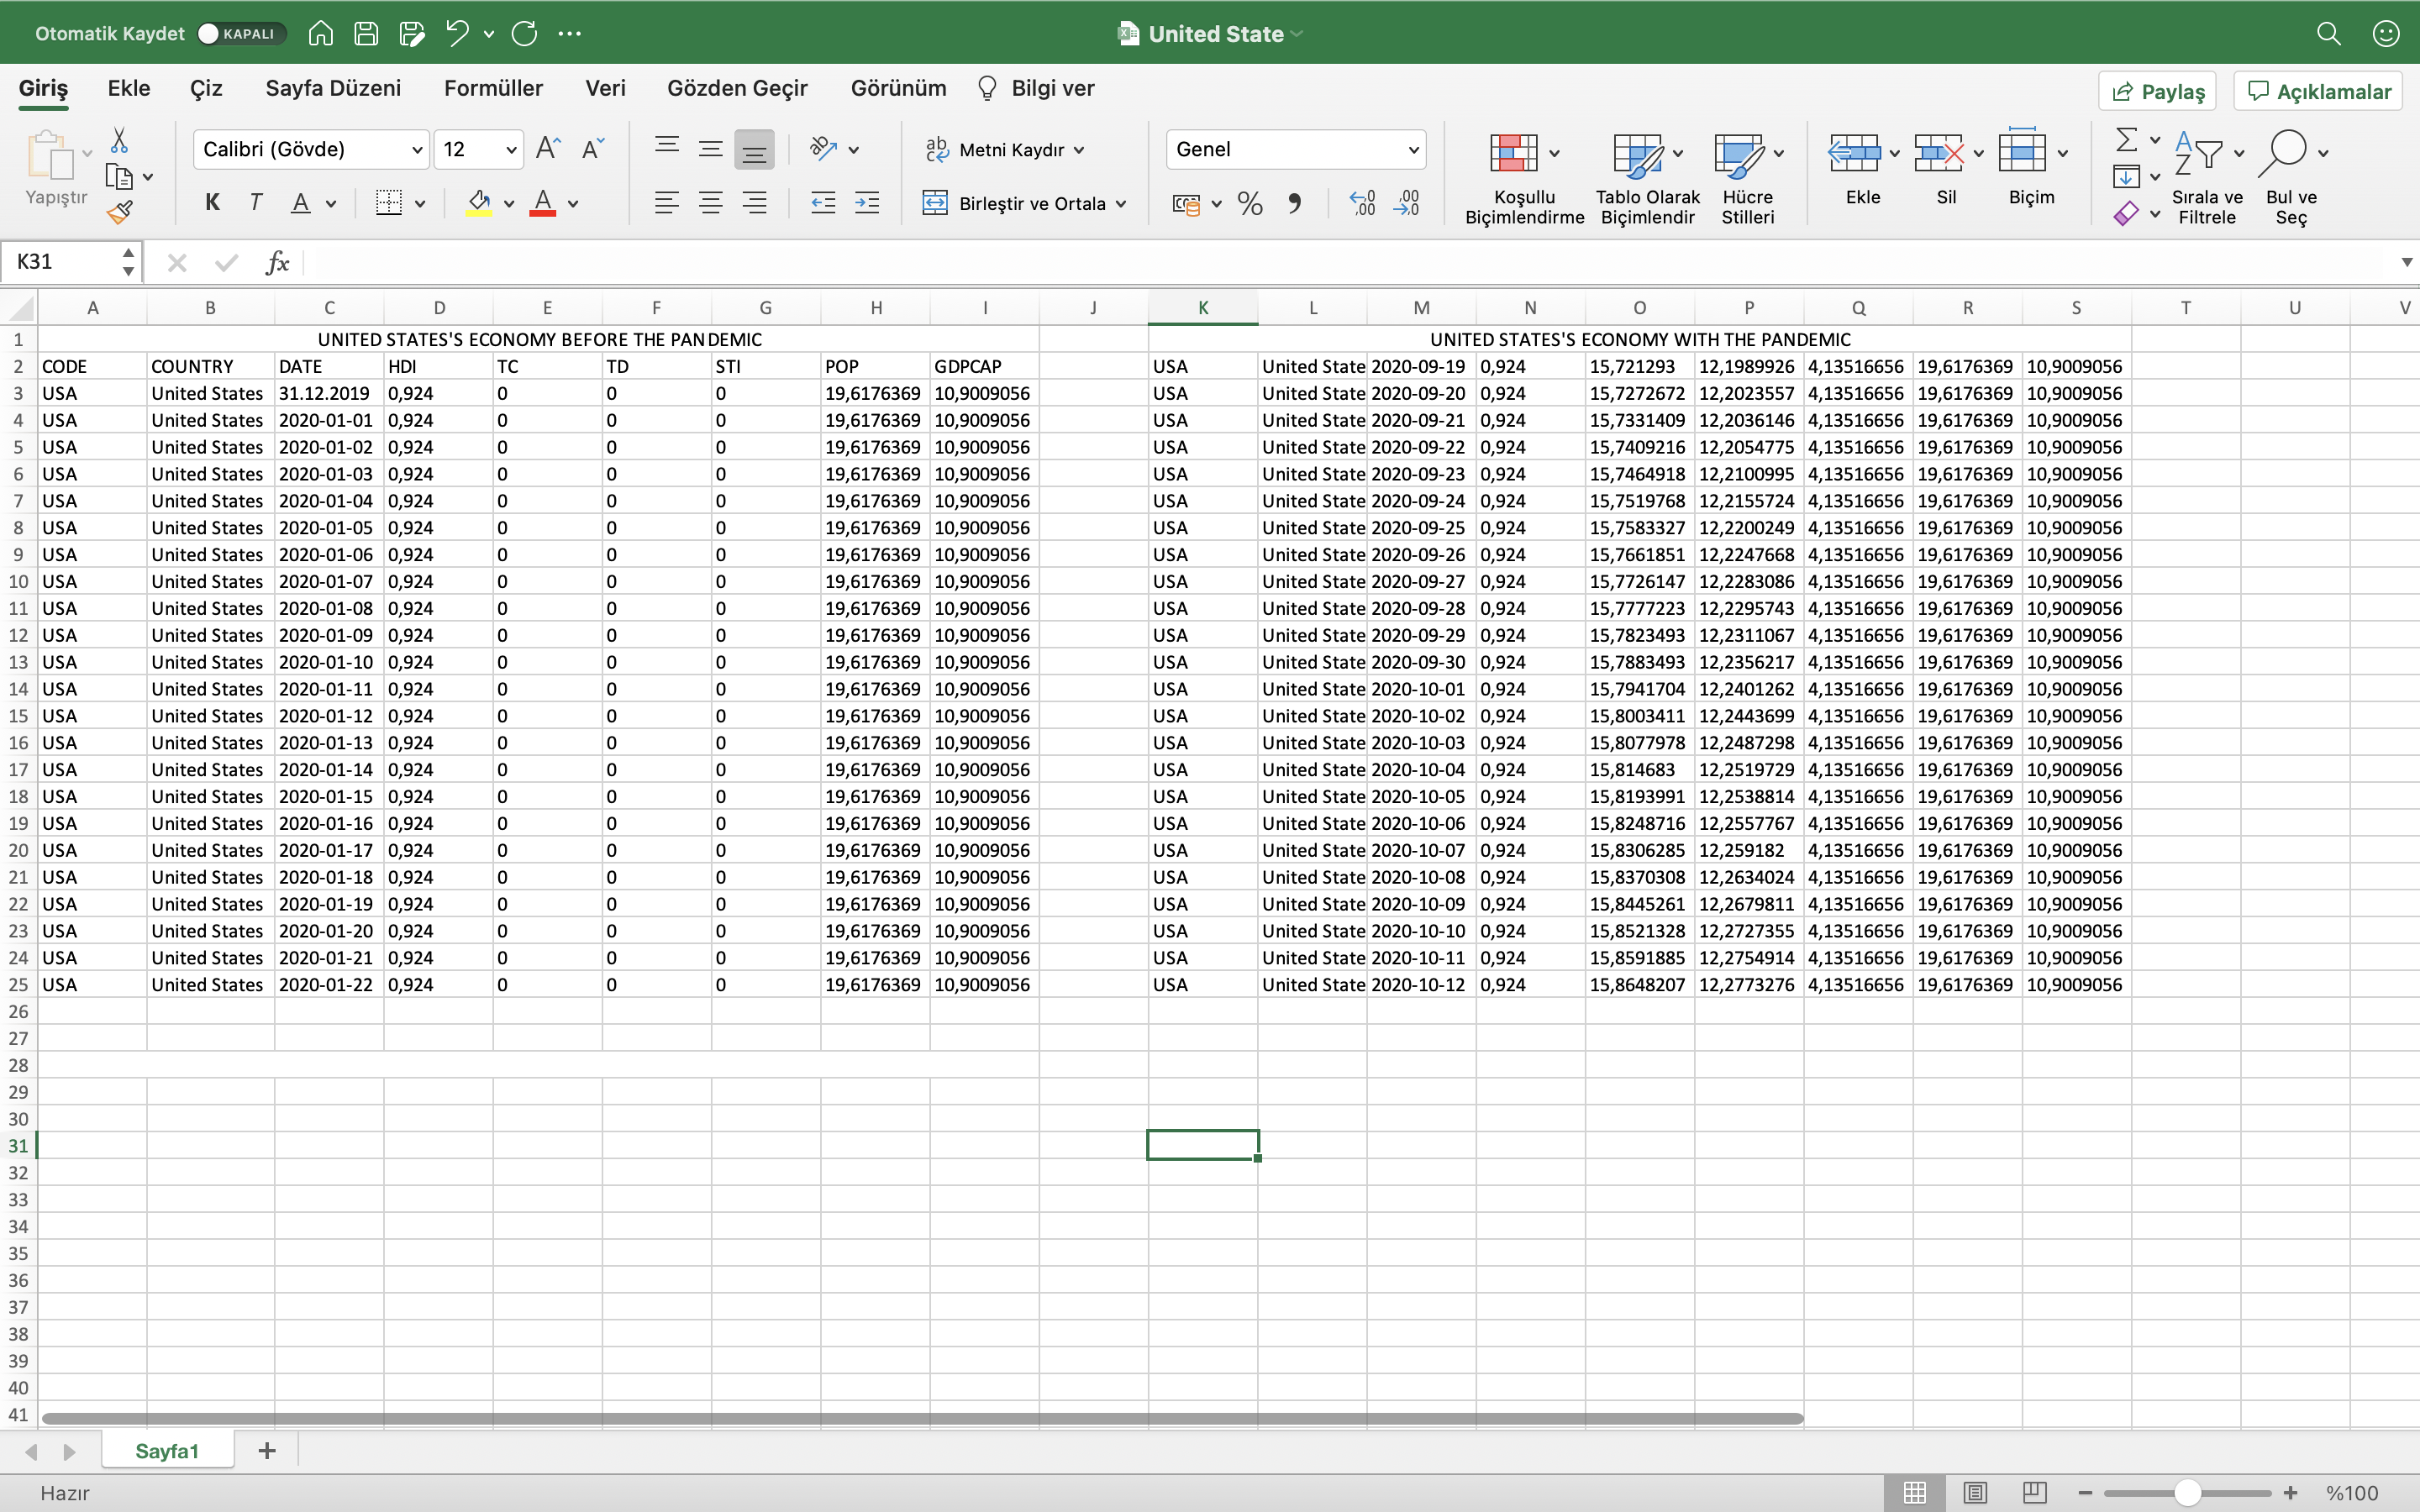 Otomatik Kaydet KAPALI United State
Giriş Ekle Çiz Sayfa Düzeni Formüller Veri Gözden Geçir Görünüm Bilgi ver Paylaş Açıklamalar
Yapıştır Calibri (Gövde) 12 Metni Kaydır Genel
K T A A Birleştir ve Ortala % Koşullu Biçimlendirme Tablo Olarak Biçimlendir Hücre Stilleri Ekle Sil Biçim Sırala ve Filtrele Bul ve Seç
K31 fx
A B C D E F G H I J K L M N O P Q R S T U V
1 UNITED STATES'S ECONOMY BEFORE THE PANDEMIC UNITED STATES'S ECONOMY WITH THE PANDEMIC
2 CODE COUNTRY DATE HDI TC TD STI POP GDPCAP USA United State 2020-09-19 0,924 15,721293 12,1989926 4,13516656 19,6176369 10,9009056
3 USA United States 31.12.2019 0,924 0 0 0 19,6176369 10,9009056 USA United State 2020-09-20 0,924 15,7272672 12,2023557 4,13516656 19,6176369 10,9009056
4 USA United States 2020-01-01 0,924 0 0 0 19,6176369 10,9009056 USA United State 2020-09-21 0,924 15,7331409 12,2036146 4,13516656 19,6176369 10,9009056
5 USA United States 2020-01-02 0,924 0 0 0 19,6176369 10,9009056 USA United State 2020-09-22 0,924 15,7409216 12,2054775 4,13516656 19,6176369 10,9009056
6 USA United States 2020-01-03 0,924 0 0 0 19,6176369 10,9009056 USA United State 2020-09-23 0,924 15,7464918 12,2100995 4,13516656 19,6176369 10,9009056
7 USA United States 2020-01-04 0,924 0 0 0 19,6176369 10,9009056 USA United State 2020-09-24 0,924 15,7519768 12,2155724 4,13516656 19,6176369 10,9009056
8 USA United States 2020-01-05 0,924 0 0 0 19,6176369 10,9009056 USA United State 2020-09-25 0,924 15,7583327 12,2200249 4,13516656 19,6176369 10,9009056
9 USA United States 2020-01-06 0,924 0 0 0 19,6176369 10,9009056 USA United State 2020-09-26 0,924 15,7661851 12,2247668 4,13516656 19,6176369 10,9009056
10 USA United States 2020-01-07 0,924 0 0 0 19,6176369 10,9009056 USA United State 2020-09-27 0,924 15,7726147 12,2283086 4,13516656 19,6176369 10,9009056
11 USA United States 2020-01-08 0,924 0 0 0 19,6176369 10,9009056 USA United State 2020-09-28 0,924 15,7777223 12,2295743 4,13516656 19,6176369 10,9009056
12 USA United States 2020-01-09 0,924 0 0 0 19,6176369 10,9009056 USA United State 2020-09-29 0,924 15,7823493 12,2311067 4,13516656 19,6176369 10,9009056
13 USA United States 2020-01-10 0,924 0 0 0 19,6176369 10,9009056 USA United State 2020-09-30 0,924 15,7883493 12,2356217 4,13516656 19,6176369 10,9009056
14 USA United States 2020-01-11 0,924 0 0 0 19,6176369 10,9009056 USA United State 2020-10-01 0,924 15,7941704 12,2401262 4,13516656 19,6176369 10,9009056
15 USA United States 2020-01-12 0,924 0 0 0 19,6176369 10,9009056 USA United State 2020-10-02 0,924 15,8003411 12,2443699 4,13516656 19,6176369 10,9009056
16 USA United States 2020-01-13 0,924 0 0 0 19,6176369 10,9009056 USA United State 2020-10-03 0,924 15,8077978 12,2487298 4,13516656 19,6176369 10,9009056
17 USA United States 2020-01-14 0,924 0 0 0 19,6176369 10,9009056 USA United State 2020-10-04 0,924 15,814683 12,2519729 4,13516656 19,6176369 10,9009056
18 USA United States 2020-01-15 0,924 0 0 0 19,6176369 10,9009056 USA United State 2020-10-05 0,924 15,8193991 12,2538814 4,13516656 19,6176369 10,9009056
19 USA United States 2020-01-16 0,924 0 0 0 19,6176369 10,9009056 USA United State 2020-10-06 0,924 15,8248716 12,2557767 4,13516656 19,6176369 10,9009056
20 USA United States 2020-01-17 0,924 0 0 0 19,6176369 10,9009056 USA United State 2020-10-07 0,924 15,8306285 12,259182 4,13516656 19,6176369 10,9009056
21 USA United States 2020-01-18 0,924 0 0 0 19,6176369 10,9009056 USA United State 2020-10-08 0,924 15,8370308 12,2634024 4,13516656 19,6176369 10,9009056
22 USA United States 2020-01-19 0,924 0 0 0 19,6176369 10,9009056 USA United State 2020-10-09 0,924 15,8445261 12,2679811 4,13516656 19,6176369 10,9009056
23 USA United States 2020-01-20 0,924 0 0 0 19,6176369 10,9009056 USA United State 2020-10-10 0,924 15,8521328 12,2727355 4,13516656 19,6176369 10,9009056
24 USA United States 2020-01-21 0,924 0 0 0 19,6176369 10,9009056 USA United State 2020-10-11 0,924 15,8591885 12,2754914 4,13516656 19,6176369 10,9009056
25 USA United States 2020-01-22 0,924 0 0 0 19,6176369 10,9009056 USA United State 2020-10-12 0,924 15,8648207 12,2773276 4,13516656 19,6176369 10,9009056
26
27
28
29
30
31
32
33
34
35
36
37
38
39
40
41
Sayfa1
Hazır %100